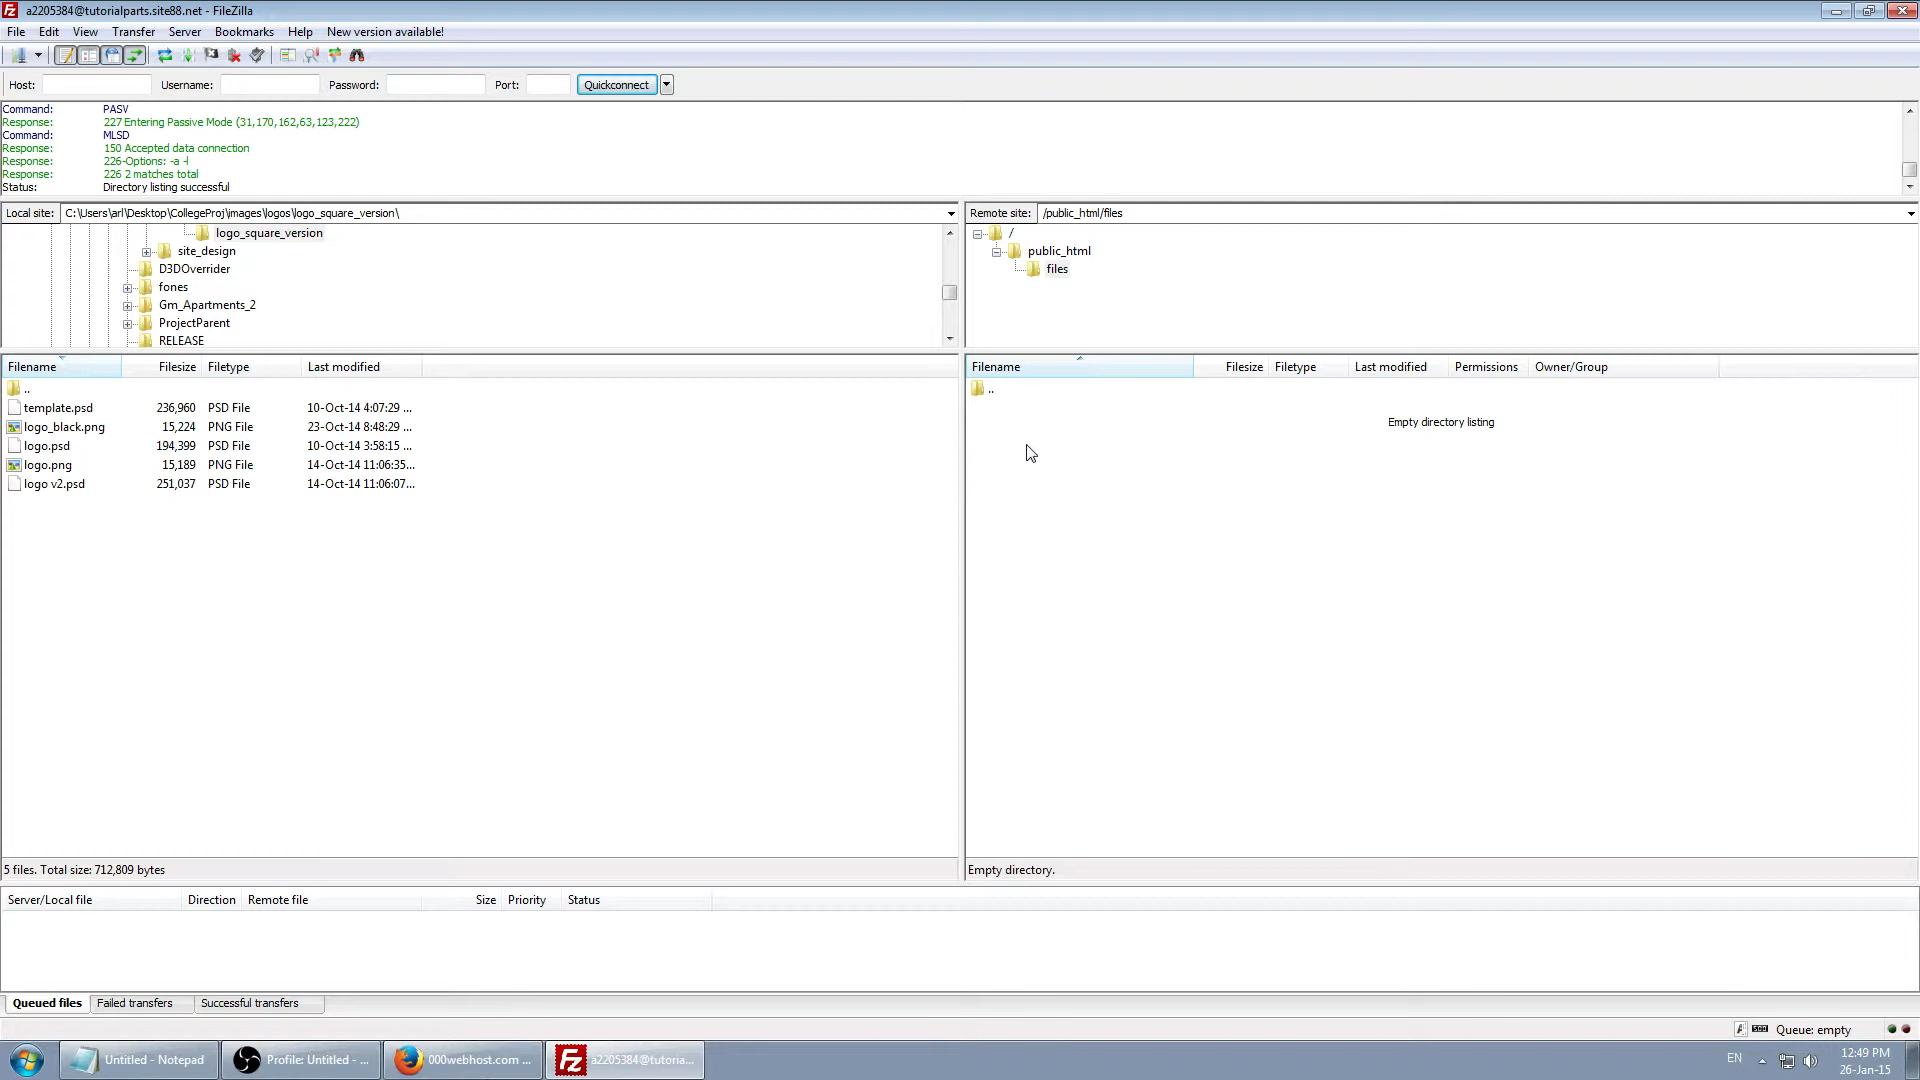 a2205384@tutorialparts.site88.net - FileZilla
File Edit View Transfer Server Bookmarks Help New version available!
Host: Username: Password: Port: Quickconnect
Command: PASV
Response: 227 Entering Passive Mode (31,170,162,63,123,222)
Command: MLSD
Response: 150 Accepted data connection
Response: 226-Options: -a -l
Response: 226 2 matches total
Status: Directory listing successful
Local site: C:\Users\arl\Desktop\CollegeProj\images\logos\logo_square_version\
logo_square_version
site_design
D3DOverrider
fones
Gm_Apartments_2
ProjectParent
RELEASE
Remote site: /public_html/files
/
public_html
files
Filename Filesize Filetype Last modified
..
template.psd 236,960 PSD File 10-Oct-14 4:07:29 ...
logo_black.png 15,224 PNG File 23-Oct-14 8:48:29 ...
logo.psd 194,399 PSD File 10-Oct-14 3:58:15 ...
logo.png 15,189 PNG File 14-Oct-14 11:06:35...
logo v2.psd 251,037 PSD File 14-Oct-14 11:06:07...
5 files. Total size: 712,809 bytes
Filename Filesize Filetype Last modified Permissions Owner/Group
..
Empty directory listing
Empty directory.
Server/Local file Direction Remote file Size Priority Status
Queued files Failed transfers Successful transfers
Queue: empty
Untitled - Notepad
Profile: Untitled - ...
000webhost.com ...
a2205384@tutoria...
EN
12:49 PM
26-Jan-15